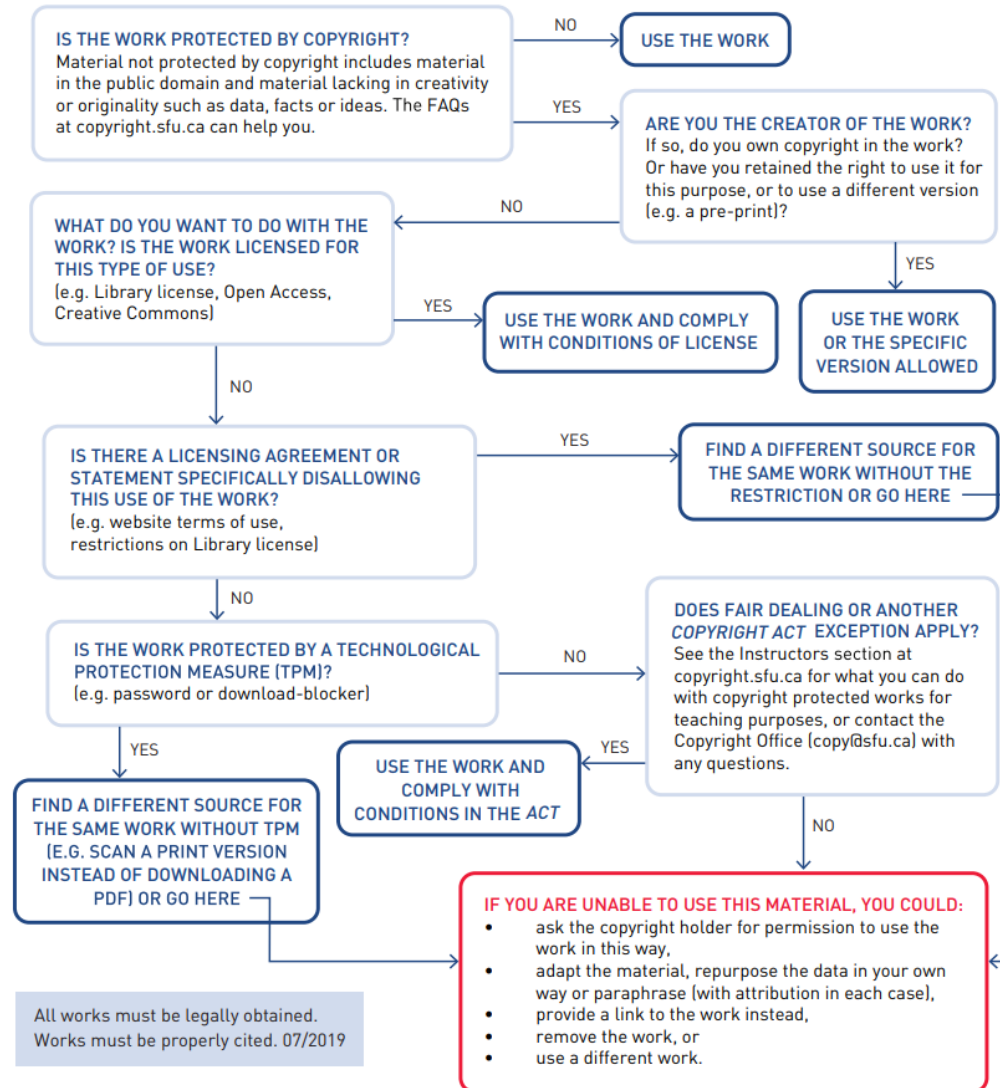 IS THE WORK PROTECTED BY COPYRIGHT?
Material not protected by copyright includes material
in the public domain and material lacking in creativity
or originality such as data, facts or ideas. The FAQs
at copyright.sfu.ca can help you.
NO
USE THE WORK
YES
ARE YOU THE CREATOR OF THE WORK?
If so, do you own copyright in the work?
Or have you retained the right to use it for
this purpose, or to use a different version
(e.g. a pre-print)?
NO
YES
USE THE WORK
OR THE SPECIFIC
VERSION ALLOWED
WHAT DO YOU WANT TO DO WITH THE
WORK? IS THE WORK LICENSED FOR
THIS TYPE OF USE?
(e.g. Library license, Open Access,
Creative Commons)
YES
USE THE WORK AND COMPLY
WITH CONDITIONS OF LICENSE
NO
IS THERE A LICENSING AGREEMENT OR
STATEMENT SPECIFICALLY DISALLOWING
THIS USE OF THE WORK?
(e.g. website terms of use,
restrictions on Library license)
YES
FIND A DIFFERENT SOURCE FOR
THE SAME WORK WITHOUT THE
RESTRICTION OR GO HERE
NO
IS THE WORK PROTECTED BY A TECHNOLOGICAL
PROTECTION MEASURE (TPM)?
(e.g. password or download-blocker)
NO
DOES FAIR DEALING OR ANOTHER
COPYRIGHT ACT EXCEPTION APPLY?
See the Instructors section at
copyright.sfu.ca for what you can do
with copyright protected works for
teaching purposes, or contact the
Copyright Office (copy@sfu.ca) with
any questions.
YES
USE THE WORK AND
COMPLY WITH
CONDITIONS IN THE ACT
YES
FIND A DIFFERENT SOURCE FOR
THE SAME WORK WITHOUT TPM
(E.G. SCAN A PRINT VERSION
INSTEAD OF DOWNLOADING A
PDF) OR GO HERE
NO
IF YOU ARE UNABLE TO USE THIS MATERIAL, YOU COULD:
• ask the copyright holder for permission to use the
work in this way,
• adapt the material, repurpose the data in your own
way or paraphrase (with attribution in each case),
• provide a link to the work instead,
• remove the work, or
• use a different work.
All works must be legally obtained.
Works must be properly cited. 07/2019